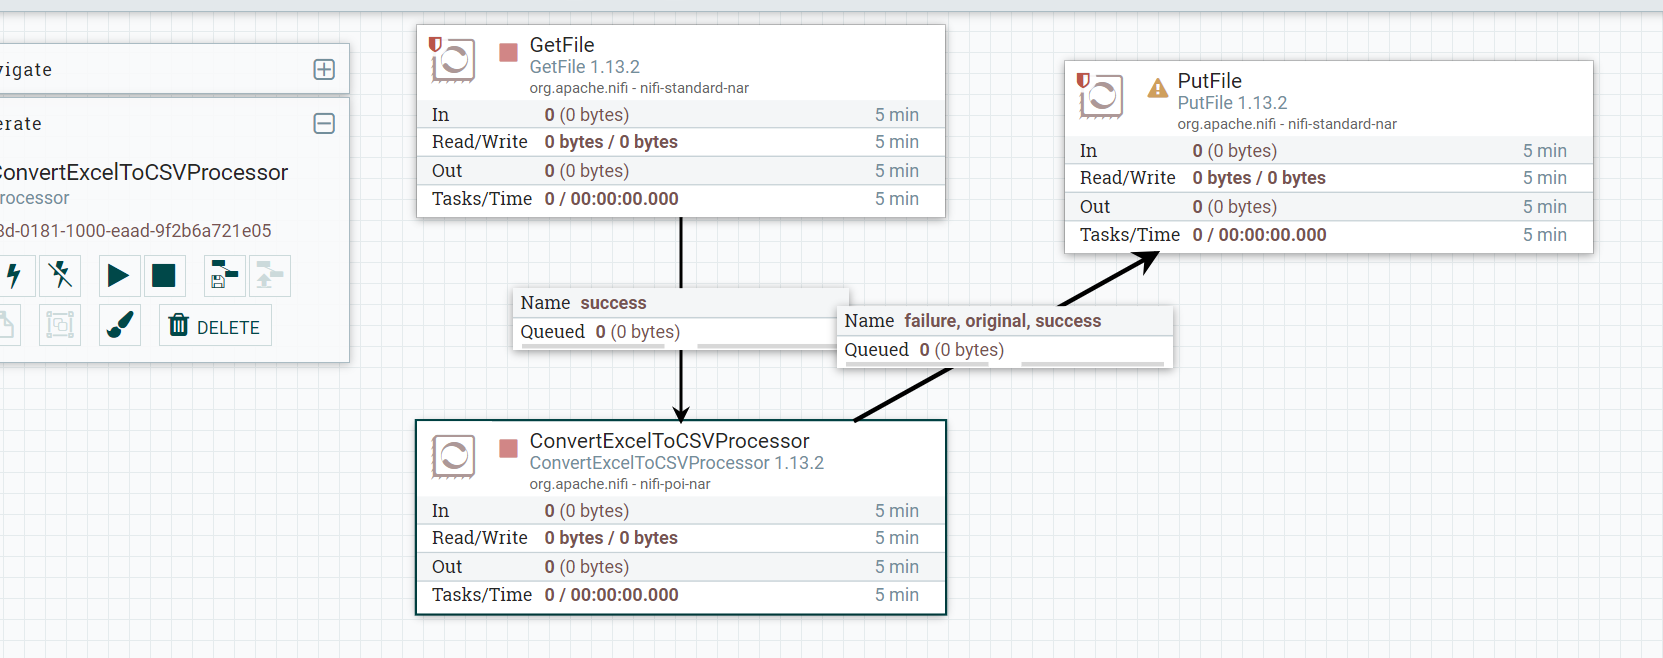 vigate
erate
ConvertExcelToCSVProcessor
rocessor
3d-0181-1000-eaad-9f2b6a721e05
DELETE
GetFile
GetFile 1.13.2
org.apache.nifi - nifi-standard-nar
In 0 (0 bytes) 5 min
Read/Write 0 bytes / 0 bytes 5 min
Out 0 (0 bytes) 5 min
Tasks/Time 0 / 00:00:00.000 5 min
PutFile
PutFile 1.13.2
org.apache.nifi - nifi-standard-nar
In 0 (0 bytes) 5 min
Read/Write 0 bytes / 0 bytes 5 min
Out 0 (0 bytes) 5 min
Tasks/Time 0 / 00:00:00.000 5 min
Name success
Queued 0 (0 bytes)
Name failure, original, success
Queued 0 (0 bytes)
ConvertExcelToCSVProcessor
ConvertExcelToCSVProcessor 1.13.2
org.apache.nifi - nifi-poi-nar
In 0 (0 bytes) 5 min
Read/Write 0 bytes / 0 bytes 5 min
Out 0 (0 bytes) 5 min
Tasks/Time 0 / 00:00:00.000 5 min